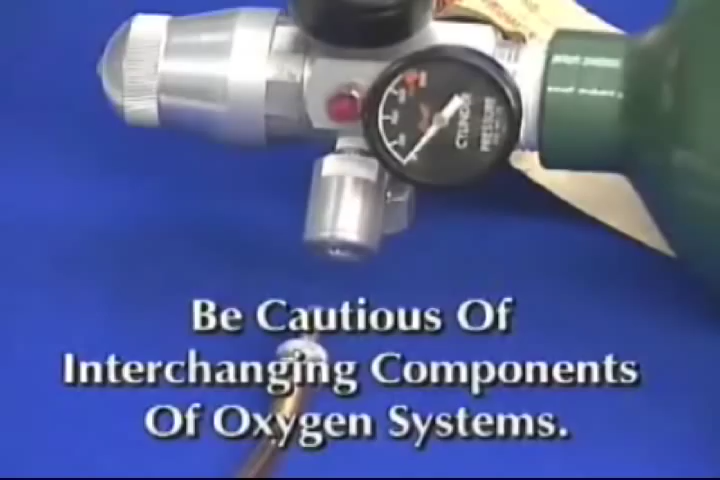 CYLINDER
PRESSURE
Be Cautious Of
Interchanging Components
Of Oxygen Systems.